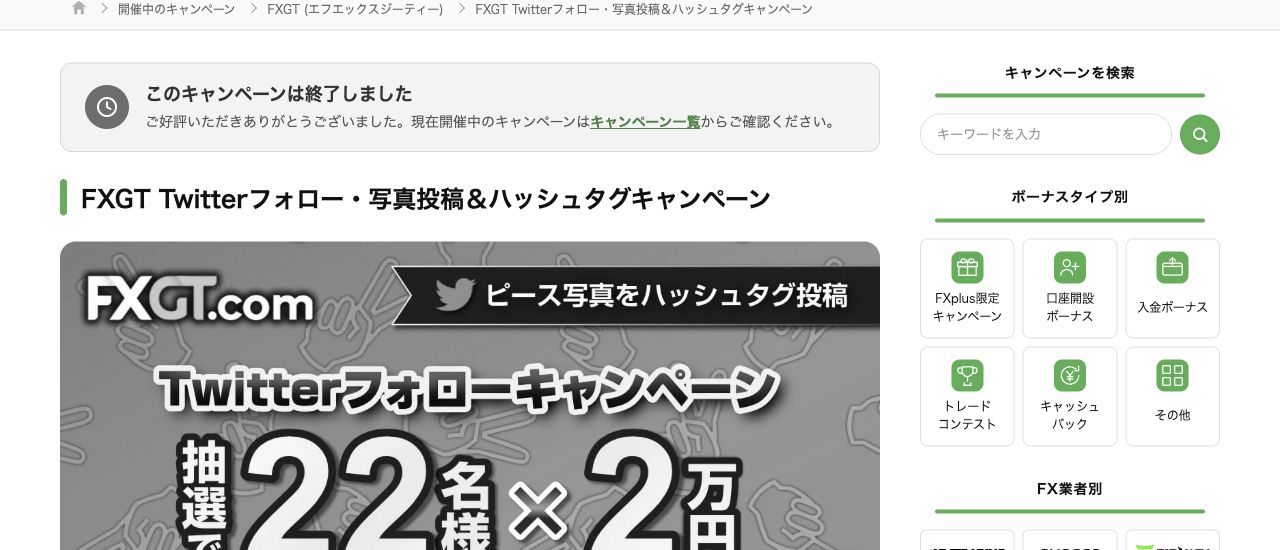 開催中のキャンペーン
FXGT (エフエックスジーティー)
FXGT Twitterフォロー・写真投稿＆ハッシュタグキャンペーン
このキャンペーンは終了しました
ご好評いただきありがとうございました。現在開催中のキャンペーンはキャンペーン一覧からご確認ください。
FXGT Twitterフォロー・写真投稿＆ハッシュタグキャンペーン
FXGT.com
ピース写真をハッシュタグ投稿
Twitterフォローキャンペーン
抽選で22名様×2万円
キャンペーンを検索
キーワードを入力
ボーナスタイプ別
FXplus限定
キャンペーン
口座開設
ボーナス
入金ボーナス
トレード
コンテスト
キャッシュ
バック
その他
FX業者別